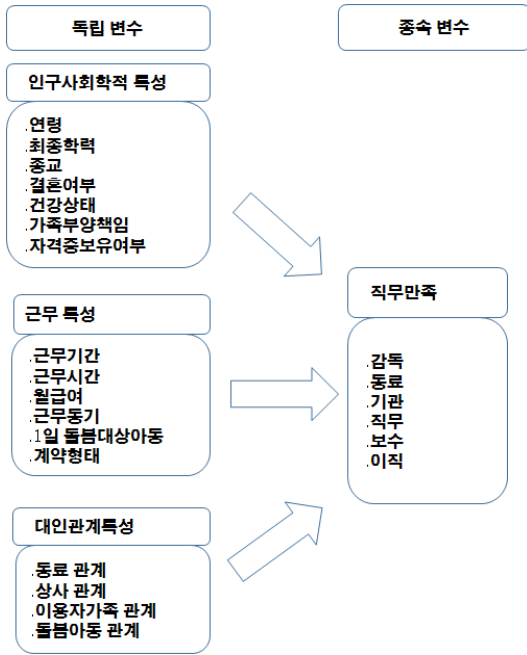 독립 변수
종속 변수
인구사회학적 특성
.연령
.최종학력
.종교
.결혼여부
.건강상태
.가족부양책임
.자격증보유여부
근무 특성
.근무기간
.근무시간
.월급여
.근무동기
.1일 돌봄대상아동
.계약형태
대인관계특성
.동료 관계
.상사 관계
.이용자가족 관계
.돌봄아동 관계
직무만족
.감독
.동료
.기관
.직무
.보수
.이직